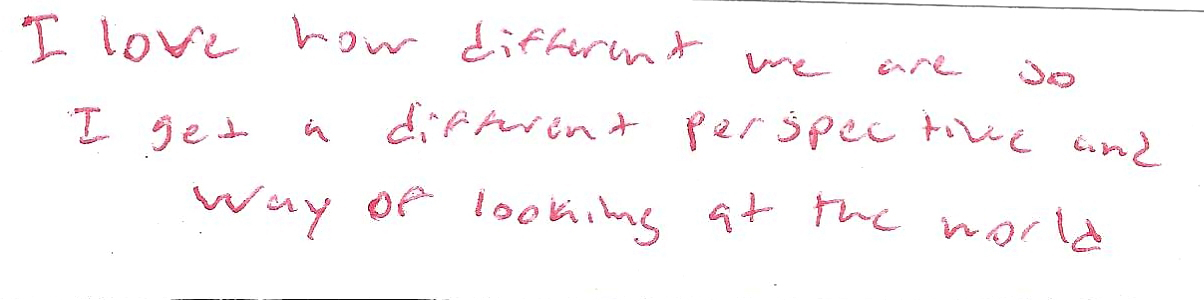 I love how different we are so
I get a different perspective and
way of looking at the world